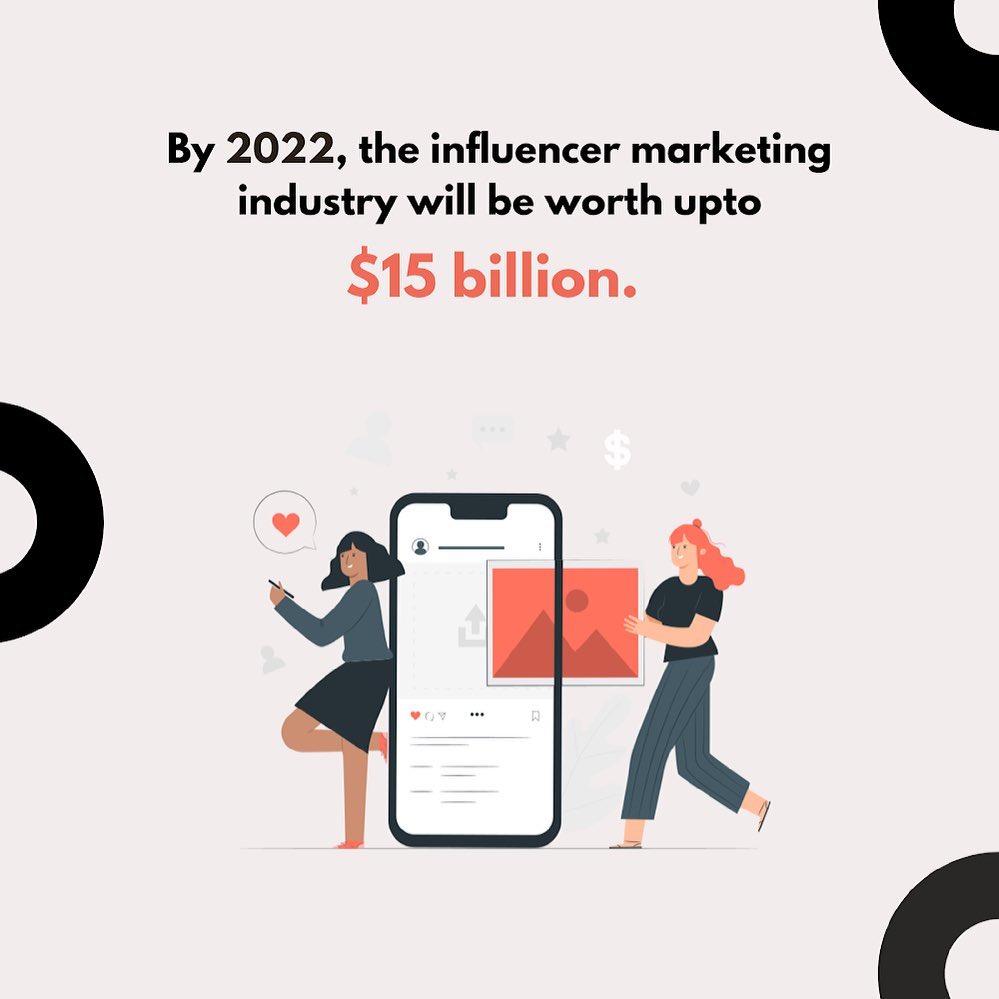 By 2022, the influencer marketing
industry will be worth upto
$15 billion.
$